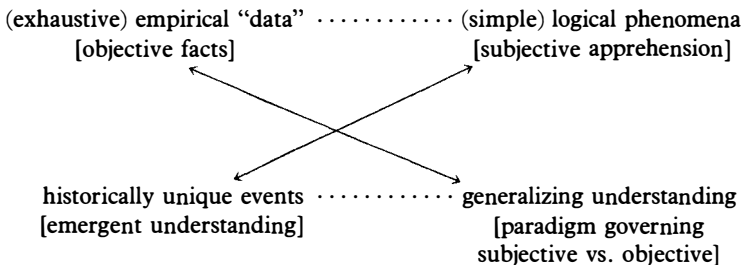 (exhaustive) empirical “data” ············ (simple) logical phenomena
[objective facts] [subjective apprehension]
historically unique events ············ generalizing understanding
[emergent understanding] [paradigm governing
subjective vs. objective]